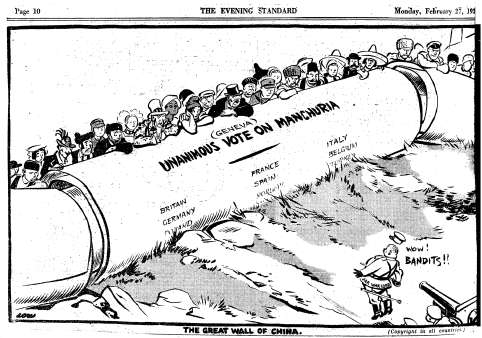 Page 10
THE EVENING STANDARD
Monday, February 27,
(GENEVA)
UNANIMOUS VOTE ON MANCHURIA
BRITAIN
GERMANY
FRANCE
SPAIN
ITALY
BELGIUM
WOW!
BANDITS!!
LOW
THE GREAT WALL OF CHINA.
(Copyright in all countries.)